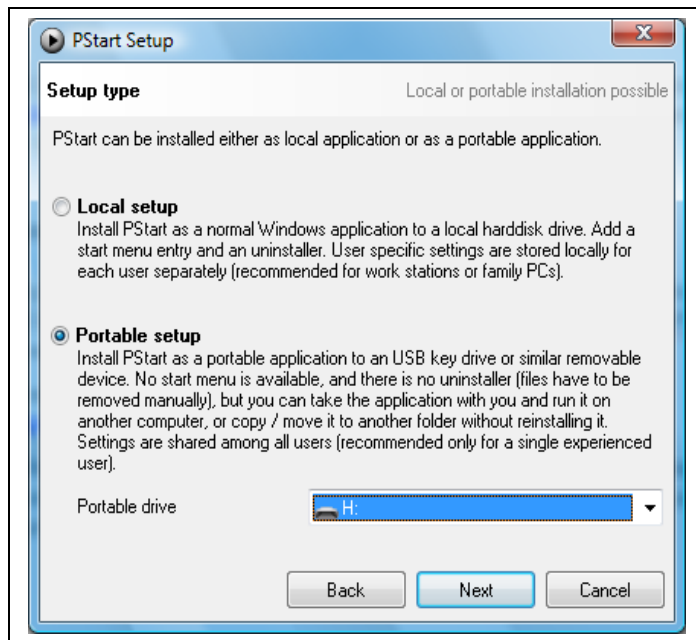 PStart Setup
Setup type
Local or portable installation possible
PStart can be installed either as local application or as a portable application.
Local setup
Install PStart as a normal Windows application to a local harddisk drive. Add a
start menu entry and an uninstaller. User specific settings are stored locally for
each user separately (recommended for work stations or family PCs).
Portable setup
Install PStart as a portable application to an USB key drive or similar removable
device. No start menu is available, and there is no uninstaller (files have to be
removed manually), but you can take the application with you and run it on
another computer, or copy / move it to another folder without reinstalling it.
Settings are shared among all users (recommended only for a single experienced
user).
Portable drive
H:
Back
Next
Cancel